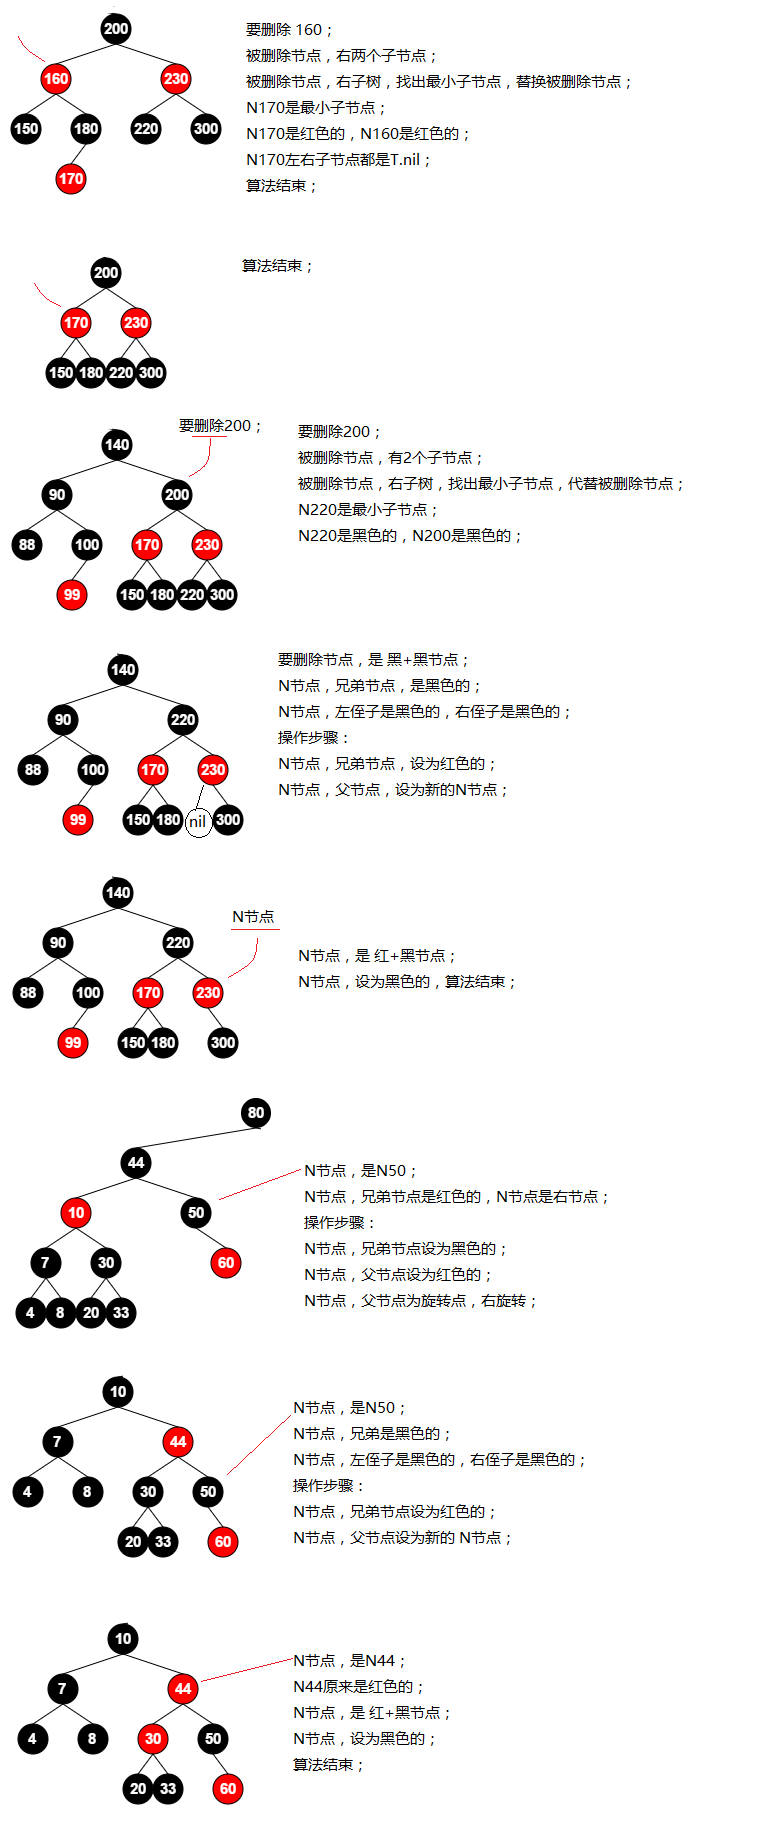 200
要删除 160；
被删除节点，右两个子节点；
160
230
被删除节点，右子树，找出最小子节点，替换被删除节点；
N170是最小子节点；
150
180
220
300
N170是红色的，N160是红色的；
N170左右子节点都是T.nil；
170
算法结束；
200
算法结束；
170
230
150
180
220
300
要删除200；
要删除200；
140
被删除节点，有2个子节点；
被删除节点，右子树，找出最小子节点，代替被删除节点；
90
200
N220是最小子节点；
N220是黑色的，N200是黑色的；
88
100
170
230
99
150
180
220
300
要删除节点，是 黑+黑节点；
140
N节点，兄弟节点，是黑色的；
N节点，左侄子是黑色的，右侄子是黑色的；
90
220
操作步骤：
N节点，兄弟节点，设为红色的；
88
100
170
230
N节点，父节点，设为新的N节点；
99
150
180
nil
300
140
N节点
90
220
N节点，是 红+黑节点；
N节点，设为黑色的，算法结束；
88
100
170
230
99
150
180
300
80
44
N节点，是N50；
N节点，兄弟节点是红色的，N节点是右节点；
10
50
操作步骤：
N节点，兄弟节点设为黑色的；
7
30
60
N节点，父节点设为红色的；
N节点，父节点为旋转点，右旋转；
4
8
20
33
10
N节点，是N50；
N节点，兄弟是黑色的；
7
44
N节点，左侄子是黑色的，右侄子是黑色的；
操作步骤：
4
8
30
50
N节点，兄弟节点设为红色的；
N节点，父节点设为新的 N节点；
20
33
60
10
N节点，是N44；
N44原来是红色的；
7
44
N节点，是 红+黑节点；
N节点，设为黑色的；
4
8
30
50
算法结束；
20
33
60